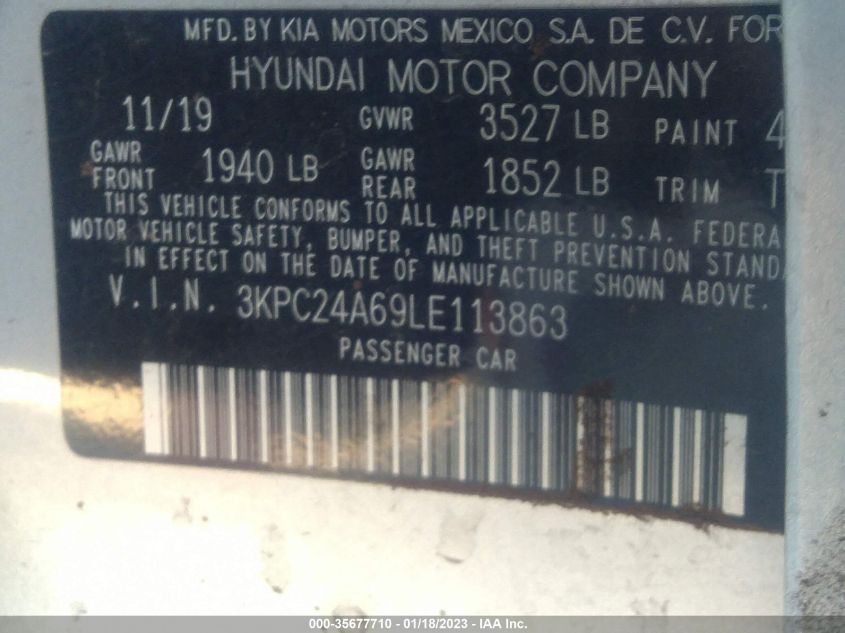 MFD. BY KIA MOTORS MEXICO S.A. DE C.V. FOR
HYUNDAI MOTOR COMPANY
11/19 GVWR 3527 LB PAINT 4
GAWR FRONT 1940 LB GAWR REAR 1852 LB TRIM T
THIS VEHICLE CONFORMS TO ALL APPLICABLE U.S.A. FEDERA
MOTOR VEHICLE SAFETY, BUMPER, AND THEFT PREVENTION STAND
IN EFFECT ON THE DATE OF MANUFACTURE SHOWN ABOVE.
V.I.N. 3KPC24A69LE113863
PASSENGER CAR
000-35677710 - 01/18/2023 - IAA Inc.